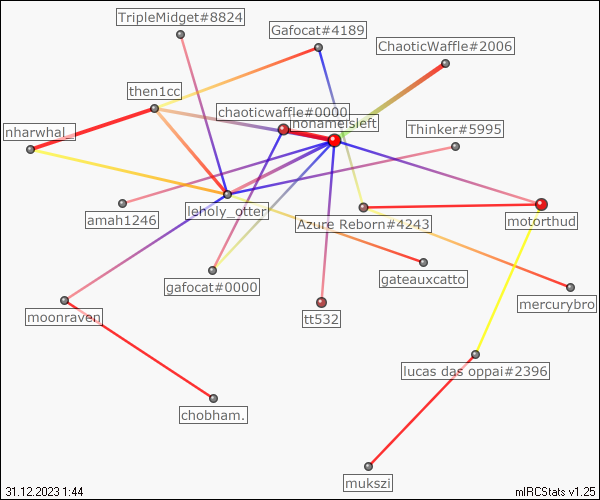 TripleMidget#8824
Gafocat#4189
ChaoticWaffle#2006
then1cc
chaoticwaffle#0000
nonameisleft
nharwhal_
Thinker#5995
amah1246
leholy_otter
Azure Reborn#4243
motorthud
gafocat#0000
gateauxcatto
mercurybro
moonraven
tt532
lucas das oppai#2396
chobham.
mukszi
31.12.2023 1:44
mIRCStats v1.25